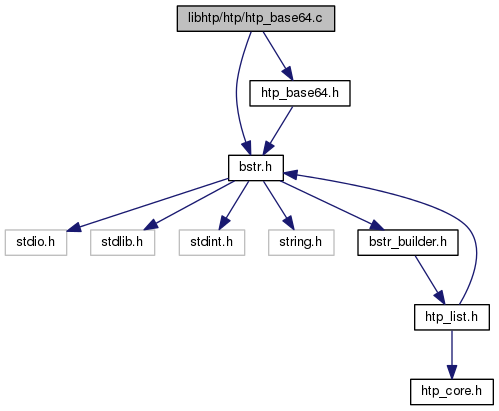 libhtp/htp/htp_base64.c
htp_base64.h
bstr.h
stdio.h
stdlib.h
stdint.h
string.h
bstr_builder.h
htp_list.h
htp_core.h